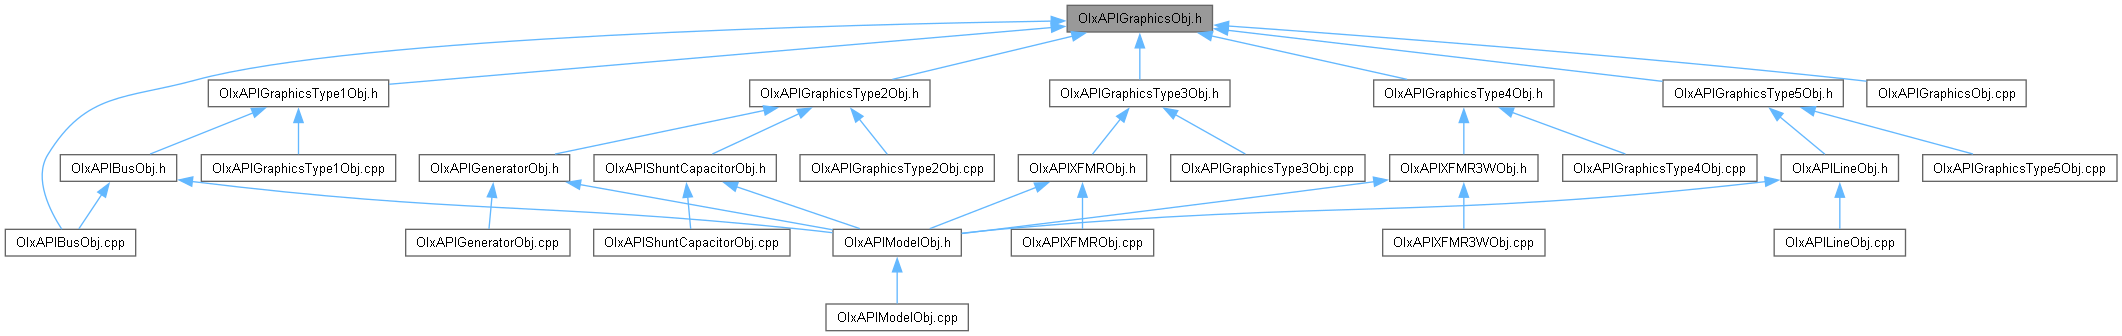 OlxAPIGraphicsObj.h
OlxAPIGraphicsType1Obj.h
OlxAPIGraphicsType2Obj.h
OlxAPIGraphicsType3Obj.h
OlxAPIGraphicsType4Obj.h
OlxAPIGraphicsType5Obj.h
OlxAPIGraphicsObj.cpp
OlxAPIBusObj.h
OlxAPIGraphicsType1Obj.cpp
OlxAPIGeneratorObj.h
OlxAPIShuntCapacitorObj.h
OlxAPIGraphicsType2Obj.cpp
OlxAPIXFMRObj.h
OlxAPIGraphicsType3Obj.cpp
OlxAPIXFMR3WObj.h
OlxAPIGraphicsType4Obj.cpp
OlxAPILineObj.h
OlxAPIGraphicsType5Obj.cpp
OlxAPIBusObj.cpp
OlxAPIGeneratorObj.cpp
OlxAPIShuntCapacitorObj.cpp
OlxAPIModelObj.h
OlxAPIXFMRObj.cpp
OlxAPIXFMR3WObj.cpp
OlxAPILineObj.cpp
OlxAPIModelObj.cpp